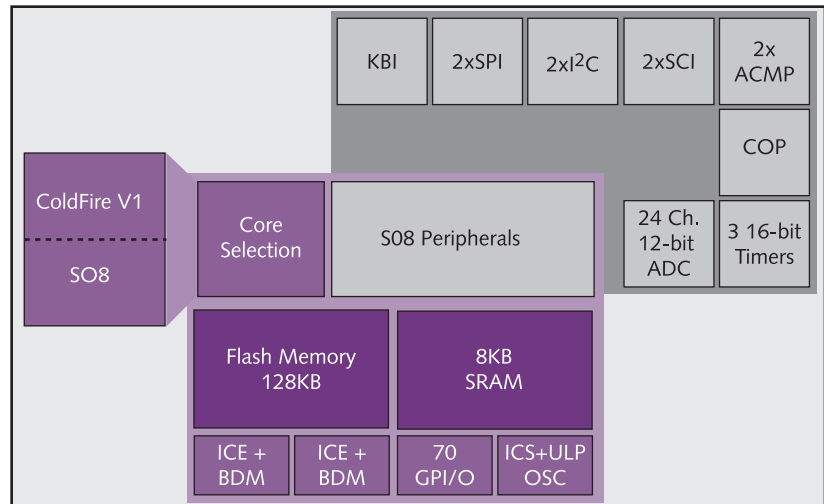 KBI
2xSPI
2xI²C
2xSCI
2x
ACMP
COP
ColdFire V1
SO8
Core
Selection
S08 Peripherals
24 Ch.
12-bit
ADC
3 16-bit
Timers
Flash Memory
128KB
8KB
SRAM
ICE +
BDM
ICE +
BDM
70
GPI/O
ICS+ULP
OSC